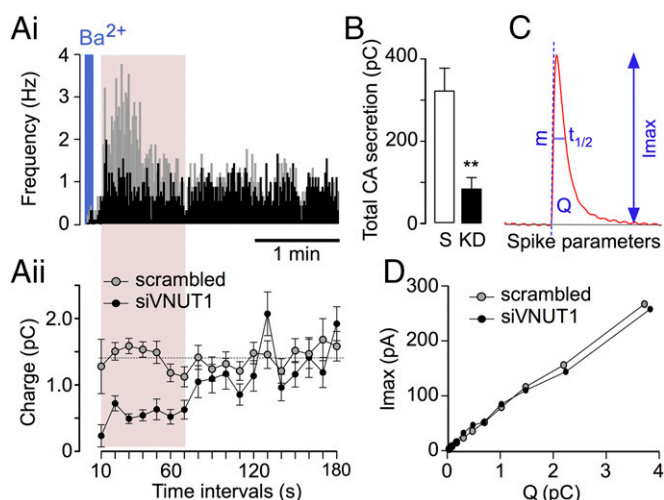 Ai
Ba²⁺
Frequency (Hz)
4
3
2
1
0
1 min
B
Total CA secretion (pC)
400
200
0
**
S KD
C
m
t1/2
Imax
Q
Spike parameters
Aii
scrambled
siVNUT1
Charge (pC)
2.0
1.0
0
10 60 120 180
Time intervals (s)
D
scrambled
siVNUT1
Imax (pA)
300
200
100
0
0 1 2 3 4
Q (pC)